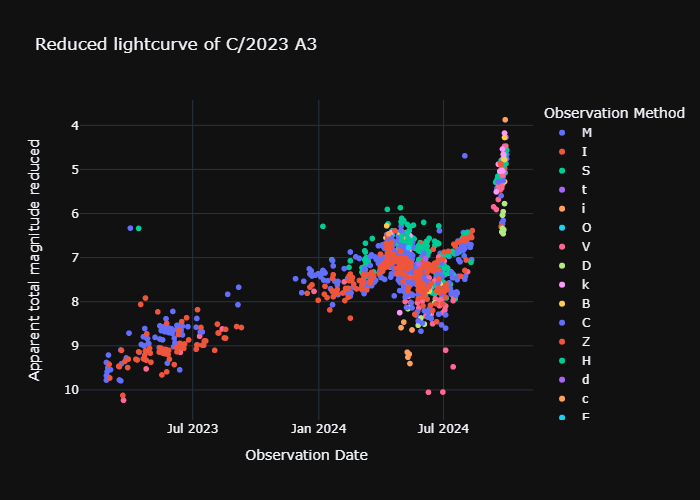 Reduced lightcurve of C/2023 A3
Apparent total magnitude reduced
4
5
6
7
8
9
10
Jul 2023
Jan 2024
Jul 2024
Observation Date
Observation Method
M
I
S
t
i
O
V
D
k
B
C
Z
H
d
c